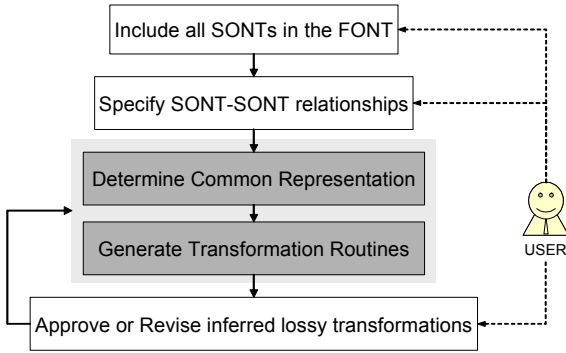 Include all SONTs in the FONT
Specify SONT-SONT relationships
Determine Common Representation
Generate Transformation Routines
USER
Approve or Revise inferred lossy transformations